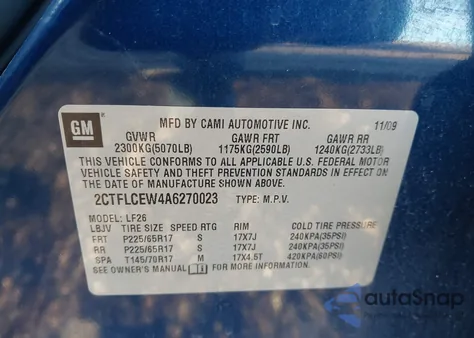 GM
MFD BY CAMI AUTOMOTIVE INC. 11/09
GVWR GAWR FRT GAWR RR
2300KG(5070LB) 1175KG(2590LB) 1240KG(2733LB)
THIS VEHICLE CONFORMS TO ALL APPLICABLE U.S. FEDERAL MOTOR
VEHICLE SAFETY AND THEFT PREVENTION STANDARDS IN EFFECT ON
THE DATE OF MANUFACTURE SHOWN ABOVE.
2CTFLCEW4A6270023 TYPE: M.P.V.
MODEL: LF26
LBJV TIRE SIZE SPEED RTG RIM COLD TIRE PRESSURE
FRT P225/65R17 S 17X7J 240KPA(35PSI)
RR P225/65R17 S 17X7J 240KPA(35PSI)
SPA T145/70R17 M 17X4.5T 420KPA(60PSI)
SEE OWNER'S MANUAL FOR MORE INFORMATION.
autoSnap